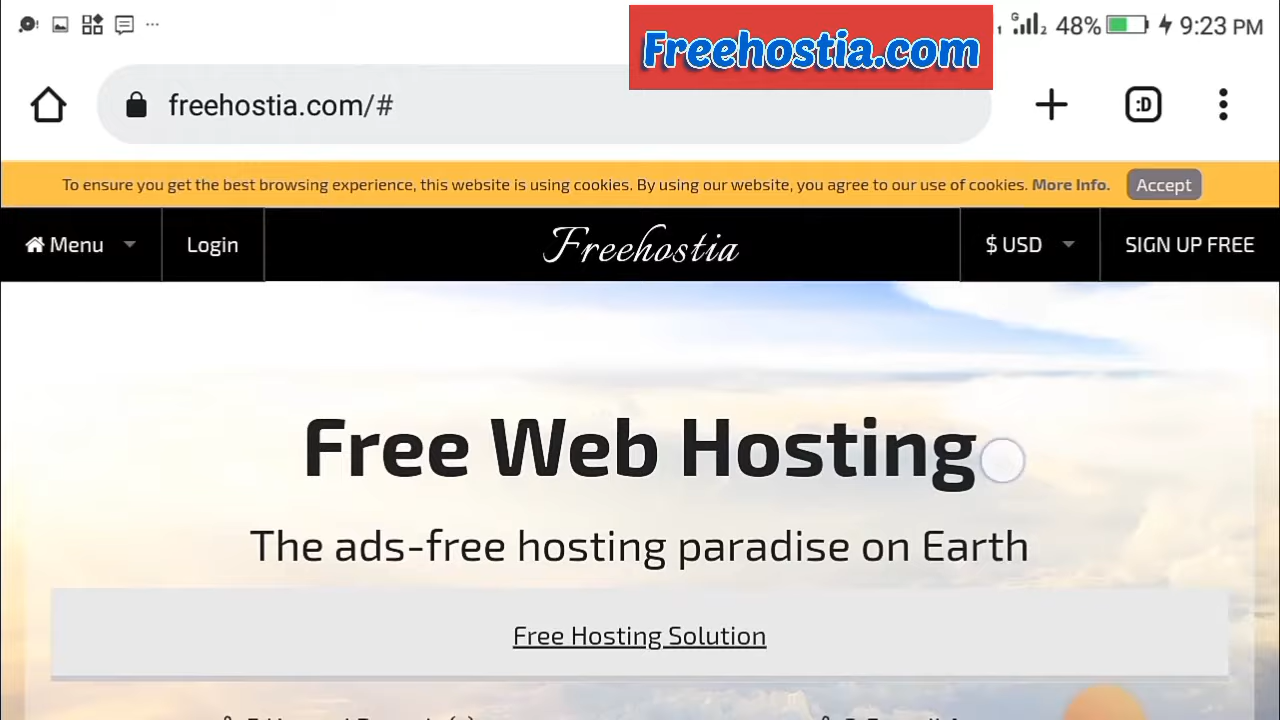 Freehostia.com
48% 9:23 PM
freehostia.com/#
:D
To ensure you get the best browsing experience, this website is using cookies. By using our website, you agree to our use of cookies. More Info. Accept
Menu Login Freehostia $ USD SIGN UP FREE
Free Web Hosting
The ads-free hosting paradise on Earth
Free Hosting Solution